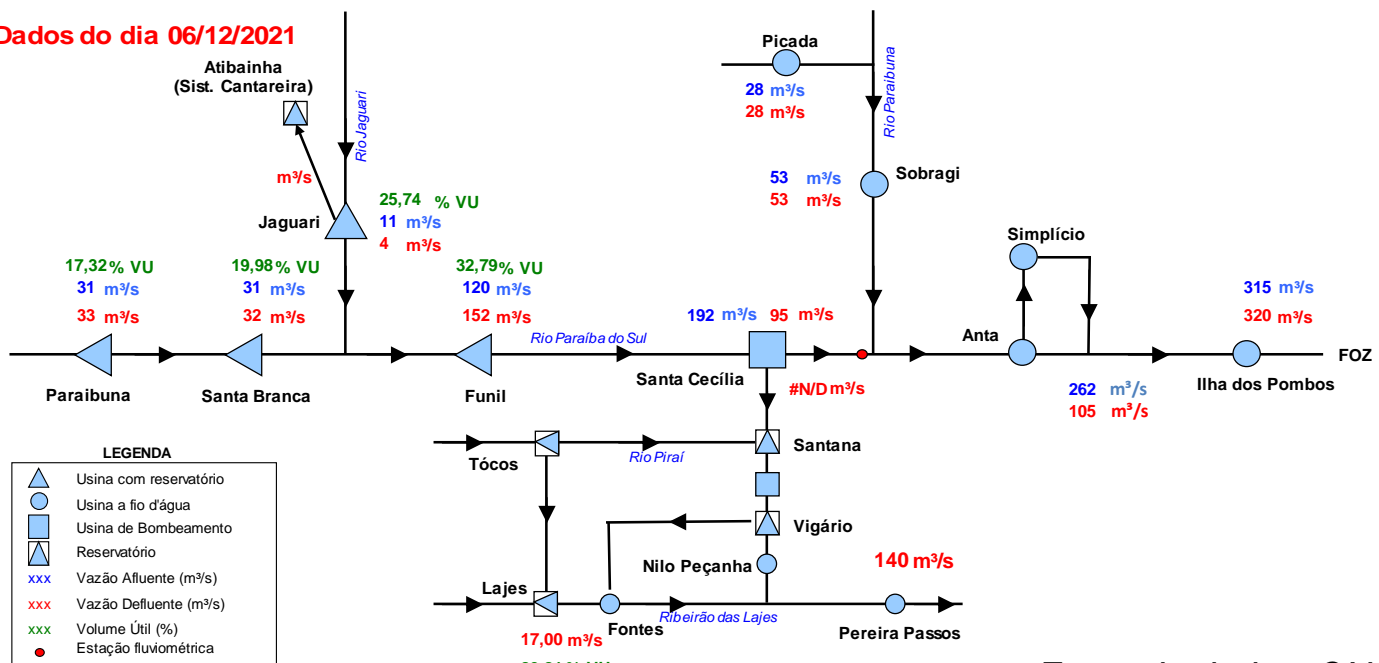 Dados do dia 06/12/2021
Atibainha
(Sist. Cantareira)
Rio Jaguari
m³/s
Jaguari
25,74 % VU
11 m³/s
4 m³/s
Picada
28 m³/s
28 m³/s
Rio Paraibuna
53 m³/s
53 m³/s
Sobragi
17,32% VU
31 m³/s
33 m³/s
Paraibuna
19,98% VU
31 m³/s
32 m³/s
Santa Branca
32,79% VU
120 m³/s
152 m³/s
Funil
Rio Paraíba do Sul
192 m³/s 95 m³/s
Santa Cecília
#N/D m³/s
Simplício
Anta
262 m³/s
105 m³/s
315 m³/s
320 m³/s
Ilha dos Pombos
FOZ
Tócos
Rio Piraí
Santana
Vigário
Nilo Peçanha
140 m³/s
Lajes
Fontes
Ribeirão das Lajes
Pereira Passos
17,00 m³/s
LEGENDA
Usina com reservatório
Usina a fio d'água
Usina de Bombeamento
Reservatório
xxx Vazão Afluente (m³/s)
xxx Vazão Defluente (m³/s)
xxx Volume Útil (%)
Estação fluviométrica